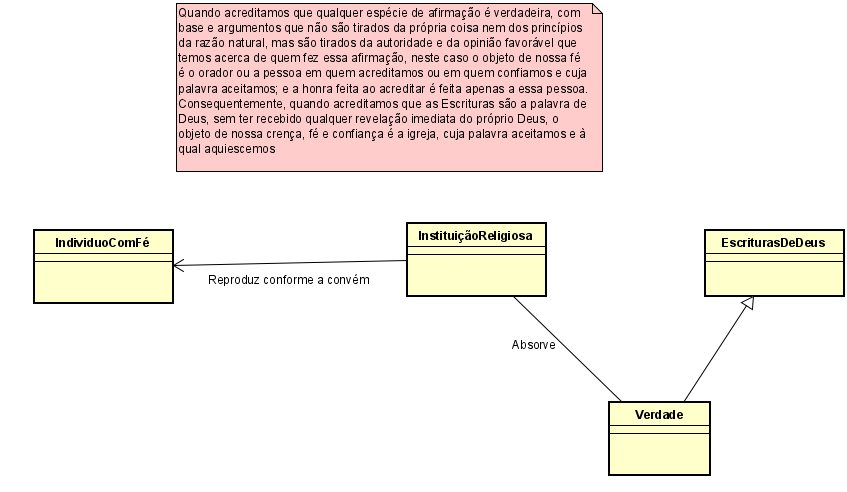 Quando acreditamos que qualquer espécie de afirmação é verdadeira, com
base e argumentos que não são tirados da própria coisa nem dos princípios
da razão natural, mas são tirados da autoridade e da opinião favorável que
temos acerca de quem fez essa afirmação, neste caso o objeto de nossa fé
é o orador ou a pessoa em quem acreditamos ou em quem confiamos e cuja
palavra aceitamos; e a honra feita ao acreditar é feita apenas a essa pessoa.
Consequentemente, quando acreditamos que as Escrituras são a palavra de
Deus, sem ter recebido qualquer revelação imediata do próprio Deus, o
objeto de nossa crença, fé e confiança é a igreja, cuja palavra aceitamos e à
qual aquiescemos
IndividuoComFé
InstituiçãoReligiosa
EscriturasDeDeus
Reproduz conforme a convém
Absorve
Verdade